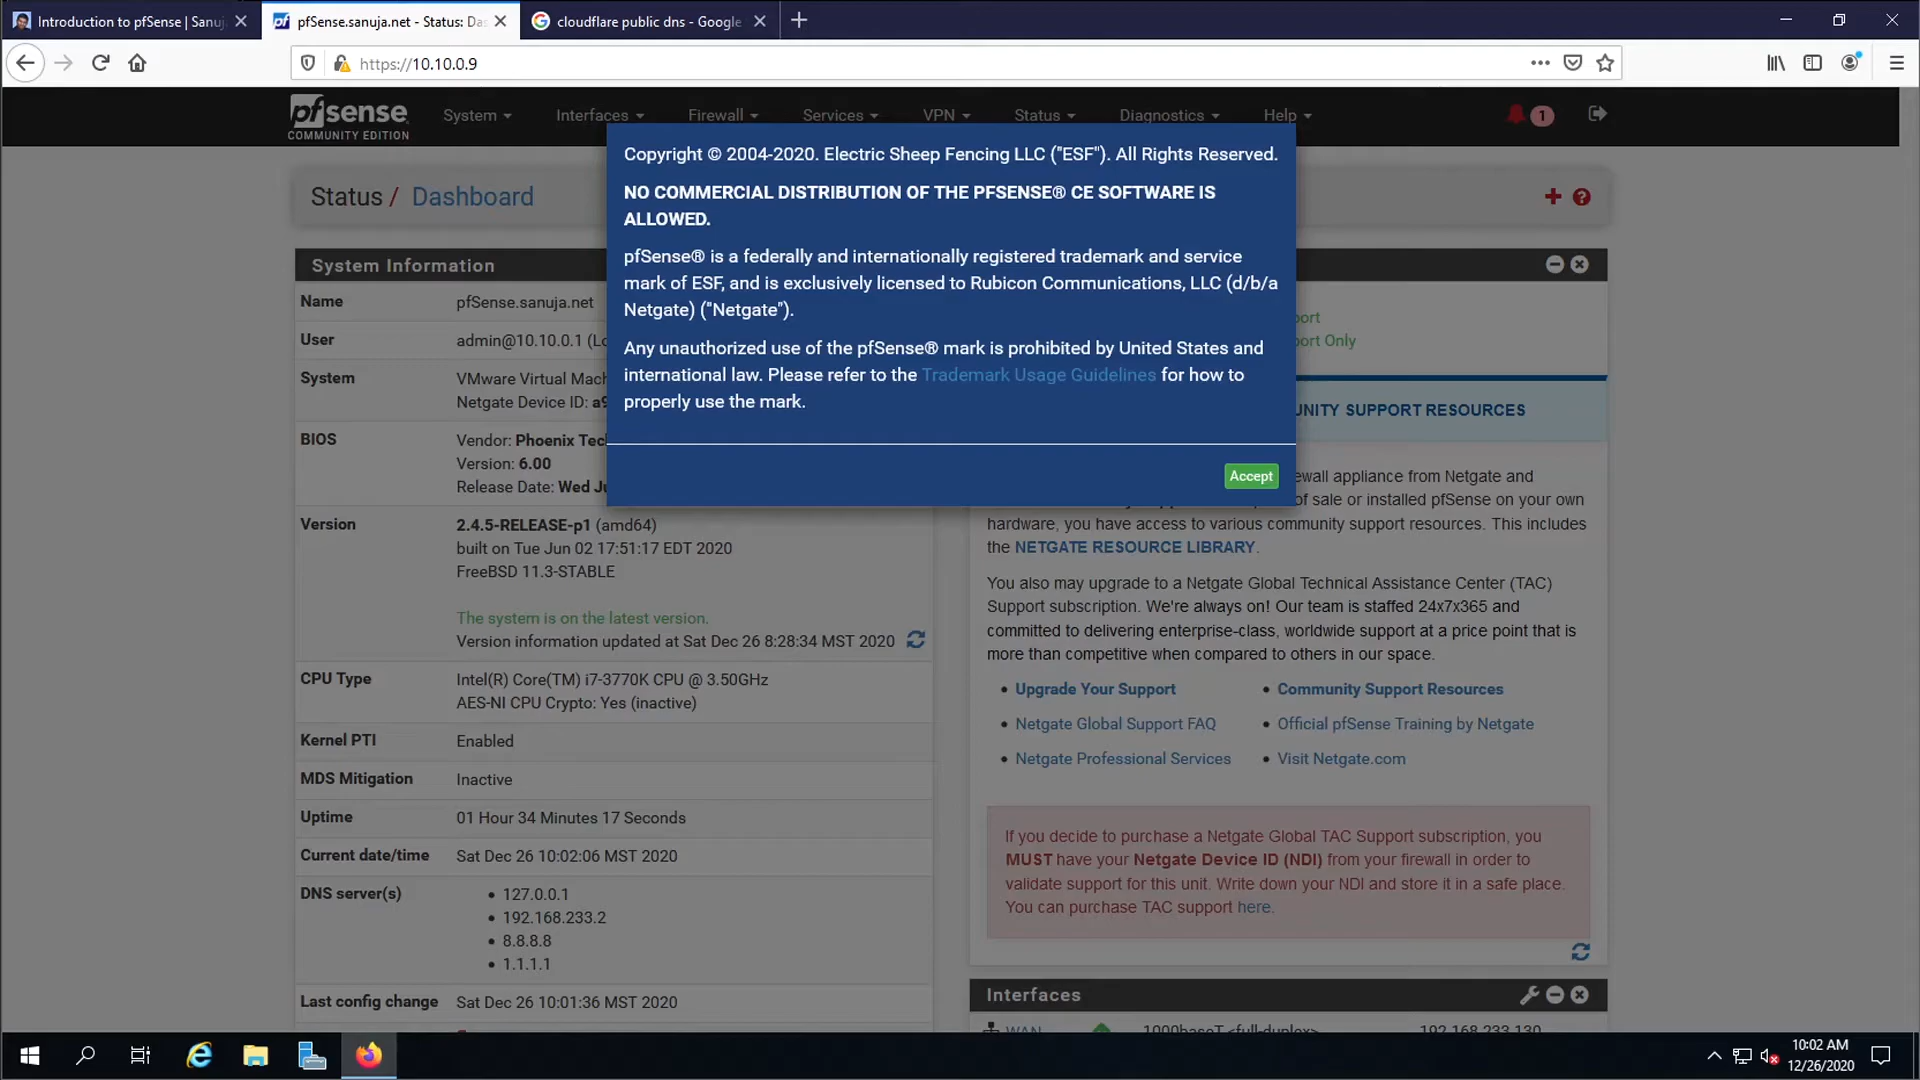 Introduction to pfSense | Sanuj
pfSense.sanuja.net - Status: Da
cloudflare public dns - Google
https://10.10.0.9
pfsense
COMMUNITY EDITION
System
Interfaces
Firewall
Services
VPN
Status
Diagnostics
Help
1
Copyright © 2004-2020. Electric Sheep Fencing LLC ("ESF"). All Rights Reserved.
NO COMMERCIAL DISTRIBUTION OF THE PFSENSE® CE SOFTWARE IS
ALLOWED.
pfSense® is a federally and internationally registered trademark and service
mark of ESF, and is exclusively licensed to Rubicon Communications, LLC (d/b/a
Netgate) ("Netgate").
Any unauthorized use of the pfSense® mark is prohibited by United States and
international law. Please refer to the Trademark Usage Guidelines for how to
properly use the mark.
Accept
Status / Dashboard
System Information
Name pfSense.sanuja.net
User admin@10.10.0.1 (Lo
System VMware Virtual Mach
Netgate Device ID: a9
BIOS Vendor: Phoenix Tec
Version: 6.00
Release Date: Wed Ju
Version 2.4.5-RELEASE-p1 (amd64)
built on Tue Jun 02 17:51:17 EDT 2020
FreeBSD 11.3-STABLE
The system is on the latest version.
Version information updated at Sat Dec 26 8:28:34 MST 2020
CPU Type Intel(R) Core(TM) i7-3770K CPU @ 3.50GHz
AES-NI CPU Crypto: Yes (inactive)
Kernel PTI Enabled
MDS Mitigation Inactive
Uptime 01 Hour 34 Minutes 17 Seconds
Current date/time Sat Dec 26 10:02:06 MST 2020
DNS server(s)
• 127.0.0.1
• 192.168.233.2
• 8.8.8.8
• 1.1.1.1
Last config change Sat Dec 26 10:01:36 MST 2020
port
port Only
UNITY SUPPORT RESOURCES
ewall appliance from Netgate and
of sale or installed pfSense on your own
hardware, you have access to various community support resources. This includes
the NETGATE RESOURCE LIBRARY.
You also may upgrade to a Netgate Global Technical Assistance Center (TAC)
Support subscription. We're always on! Our team is staffed 24x7x365 and
committed to delivering enterprise-class, worldwide support at a price point that is
more than competitive when compared to others in our space.
• Upgrade Your Support
• Community Support Resources
• Netgate Global Support FAQ
• Official pfSense Training by Netgate
• Netgate Professional Services
• Visit Netgate.com
If you decide to purchase a Netgate Global TAC Support subscription, you
MUST have your Netgate Device ID (NDI) from your firewall in order to
validate support for this unit. Write down your NDI and store it in a safe place.
You can purchase TAC support here.
Interfaces
WAN 1000baseT <full-duplex> 192.168.233.130
10:02 AM
12/26/2020